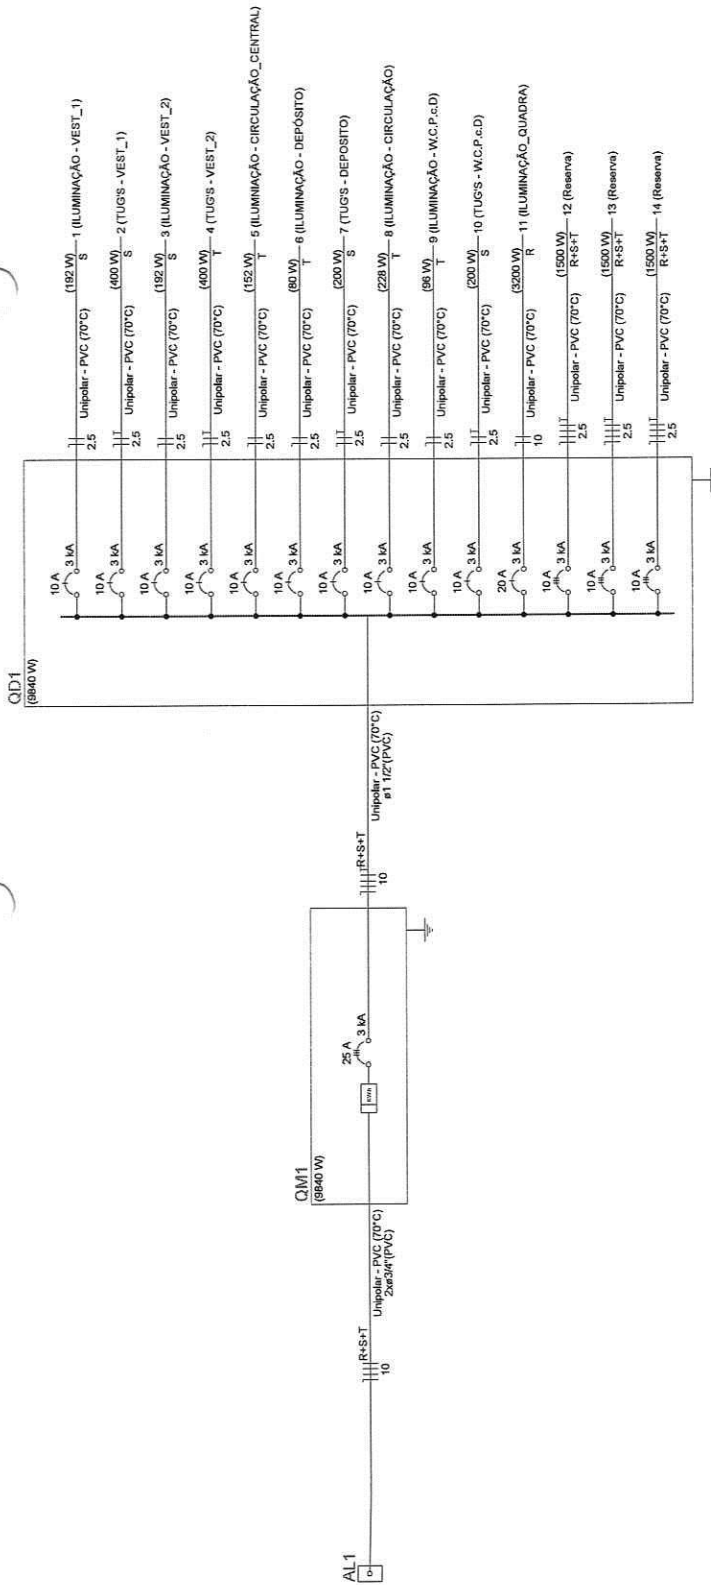 AL1
R+S+T
10
Unipolar - PVC (70°C)
2xø3/4"(PVC)
QM1
(9840 W)
kWh
25 A
3 kA
R+S+T
10
Unipolar - PVC (70°C)
ø1 1/2"(PVC)
QD1
(9840 W)
10 A 3 kA 2.5 Unipolar - PVC (70°C) (192 W) S 1 (ILUMINAÇÃO - VEST_1)
10 A 3 kA T 2.5 Unipolar - PVC (70°C) (400 W) S 2 (TUG'S - VEST_1)
10 A 3 kA 2.5 Unipolar - PVC (70°C) (192 W) S 3 (ILUMINAÇÃO - VEST_2)
10 A 3 kA T 2.5 Unipolar - PVC (70°C) (400 W) T 4 (TUG'S - VEST_2)
10 A 3 kA 2.5 Unipolar - PVC (70°C) (152 W) T 5 (ILUMNIAÇÃO - CIRCULAÇÃO_CENTRAL)
10 A 3 kA 2.5 Unipolar - PVC (70°C) (80 W) T 6 (ILUMINAÇÃO - DEPÓSITO)
10 A 3 kA T 2.5 Unipolar - PVC (70°C) (200 W) S 7 (TUG'S - DEPOSITO)
10 A 3 kA 2.5 Unipolar - PVC (70°C) (228 W) T 8 (ILUMINAÇÃO - CIRCULAÇÃO)
10 A 3 kA 2.5 Unipolar - PVC (70°C) (96 W) T 9 (ILUMINAÇÃO - W.C.P.c.D)
10 A 3 kA T 2.5 Unipolar - PVC (70°C) (200 W) S 10 (TUG'S - W.C.P.c.D)
20 A 3 kA 10 Unipolar - PVC (70°C) (3200 W) R 11 (ILUMINAÇÃO_QUADRA)
10 A 3 kA T 2.5 Unipolar - PVC (70°C) (1500 W) R+S+T 12 (Reserva)
10 A 3 kA T 2.5 Unipolar - PVC (70°C) (1500 W) R+S+T 13 (Reserva)
10 A 3 kA T 2.5 Unipolar - PVC (70°C) (1500 W) R+S+T 14 (Reserva)